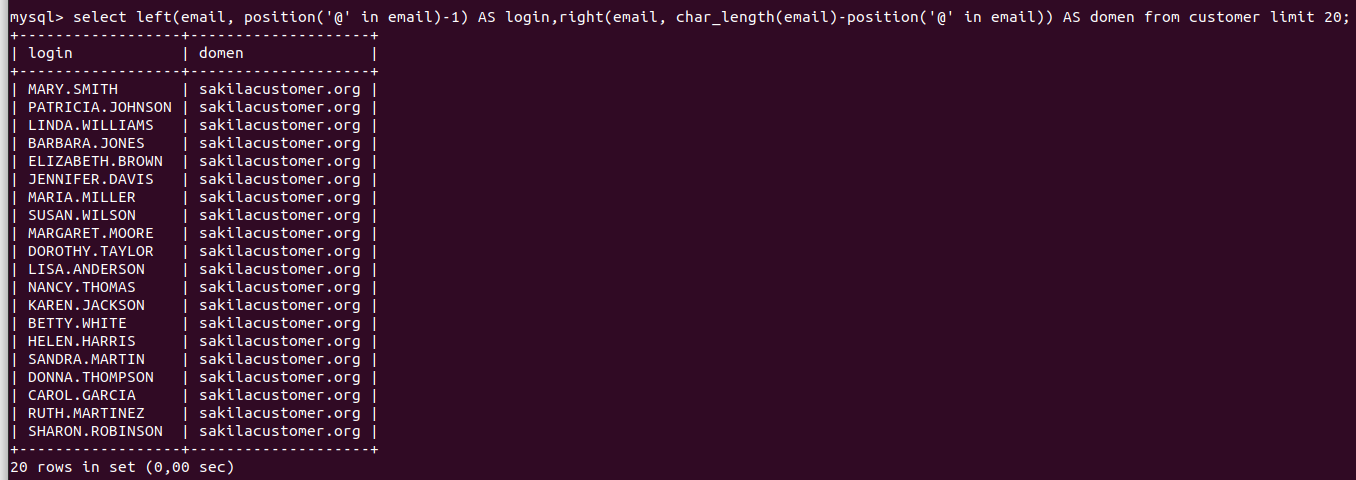 mysql> select left(email, position('@' in email)-1) AS login,right(email, char_length(email)-position('@' in email)) AS domen from customer limit 20;
+------------------+--------------------+
| login            | domen              |
+------------------+--------------------+
| MARY.SMITH       | sakilacustomer.org |
| PATRICIA.JOHNSON | sakilacustomer.org |
| LINDA.WILLIAMS   | sakilacustomer.org |
| BARBARA.JONES    | sakilacustomer.org |
| ELIZABETH.BROWN  | sakilacustomer.org |
| JENNIFER.DAVIS   | sakilacustomer.org |
| MARIA.MILLER     | sakilacustomer.org |
| SUSAN.WILSON     | sakilacustomer.org |
| MARGARET.MOORE   | sakilacustomer.org |
| DOROTHY.TAYLOR   | sakilacustomer.org |
| LISA.ANDERSON    | sakilacustomer.org |
| NANCY.THOMAS     | sakilacustomer.org |
| KAREN.JACKSON    | sakilacustomer.org |
| BETTY.WHITE      | sakilacustomer.org |
| HELEN.HARRIS     | sakilacustomer.org |
| SANDRA.MARTIN    | sakilacustomer.org |
| DONNA.THOMPSON   | sakilacustomer.org |
| CAROL.GARCIA     | sakilacustomer.org |
| RUTH.MARTINEZ    | sakilacustomer.org |
| SHARON.ROBINSON  | sakilacustomer.org |
+------------------+--------------------+
20 rows in set (0,00 sec)